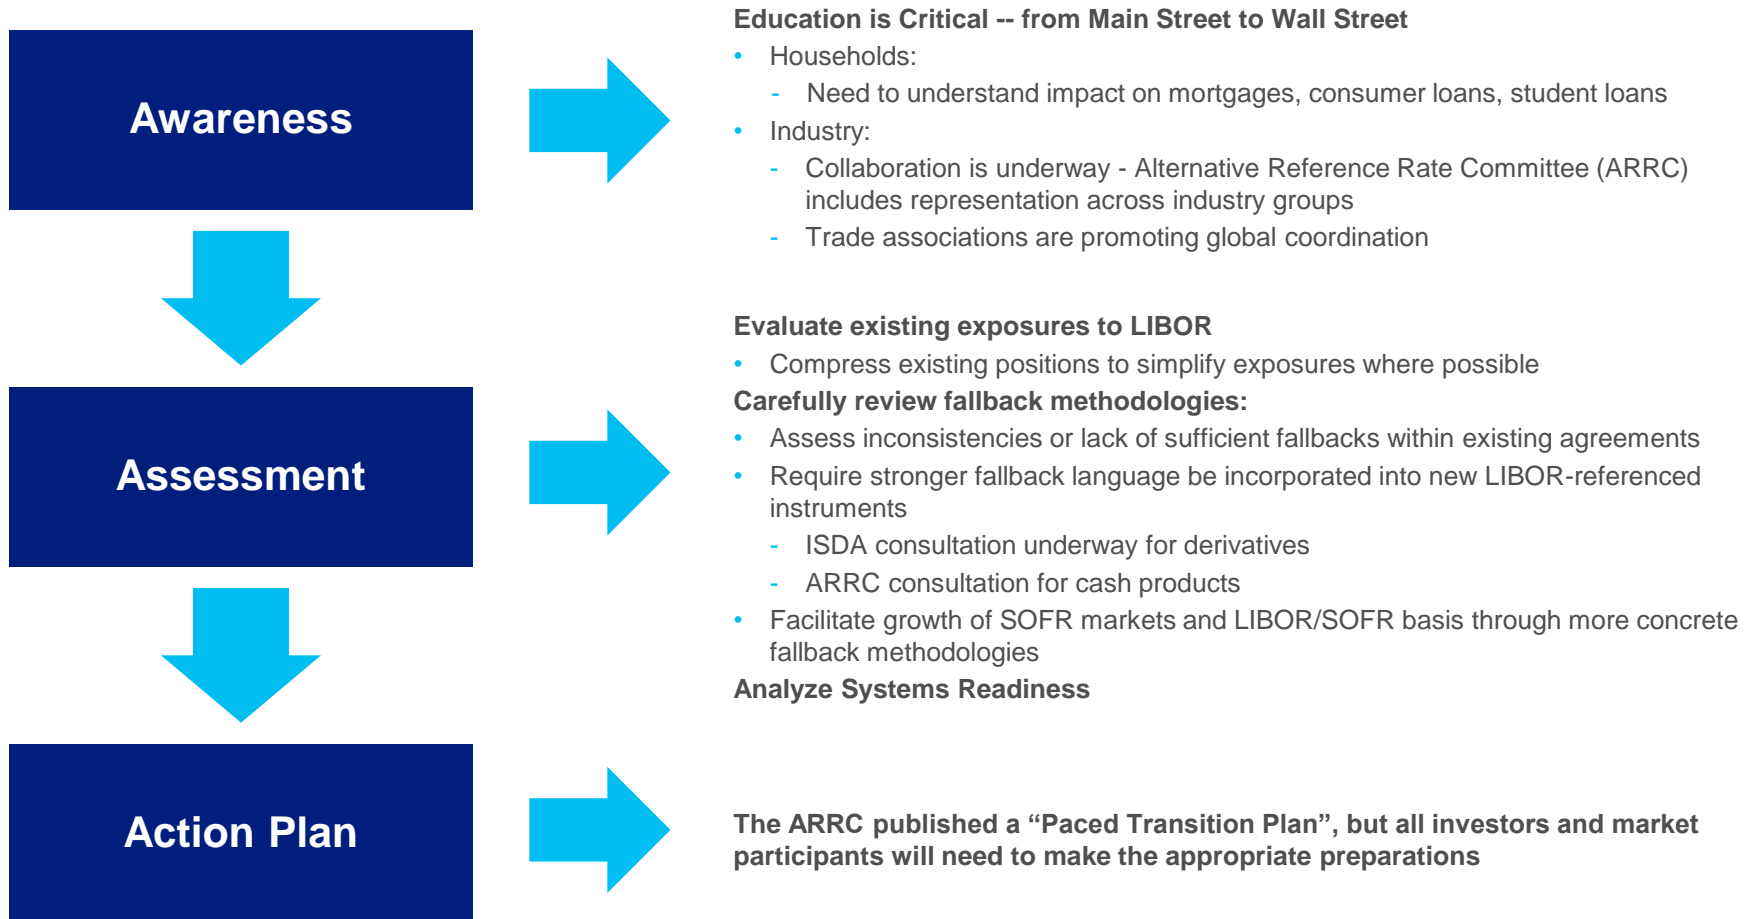 Awareness
Education is Critical -- from Main Street to Wall Street
• Households:
- Need to understand impact on mortgages, consumer loans, student loans
• Industry:
- Collaboration is underway - Alternative Reference Rate Committee (ARRC)
includes representation across industry groups
- Trade associations are promoting global coordination
Assessment
Evaluate existing exposures to LIBOR
• Compress existing positions to simplify exposures where possible
Carefully review fallback methodologies:
• Assess inconsistencies or lack of sufficient fallbacks within existing agreements
• Require stronger fallback language be incorporated into new LIBOR-referenced
instruments
- ISDA consultation underway for derivatives
- ARRC consultation for cash products
• Facilitate growth of SOFR markets and LIBOR/SOFR basis through more concrete
fallback methodologies
Analyze Systems Readiness
Action Plan
The ARRC published a “Paced Transition Plan”, but all investors and market
participants will need to make the appropriate preparations